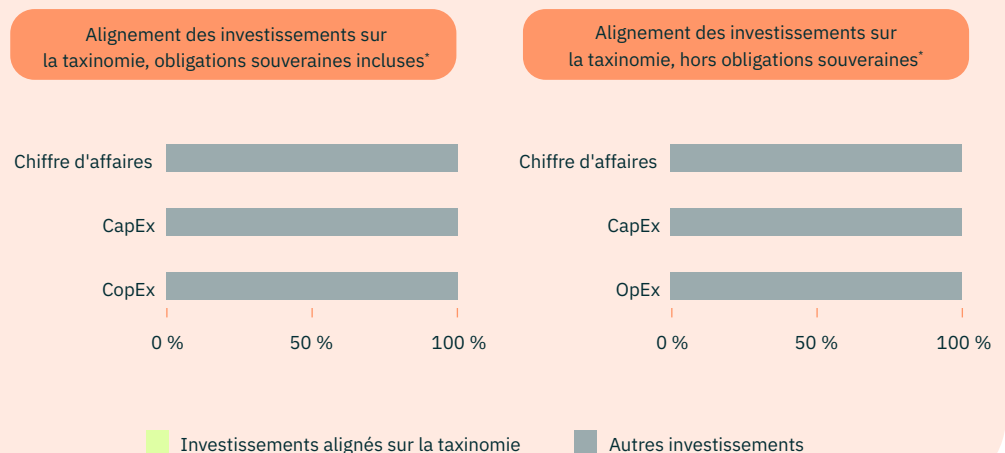 Alignement des investissements sur
la taxinomie, obligations souveraines incluses*
Chiffre d'affaires
CapEx
CopEx
0 % 50 % 100 %
Alignement des investissements sur
la taxinomie, hors obligations souveraines*
Chiffre d'affaires
CapEx
OpEx
0 % 50 % 100 %
Investissements alignés sur la taxinomie
Autres investissements